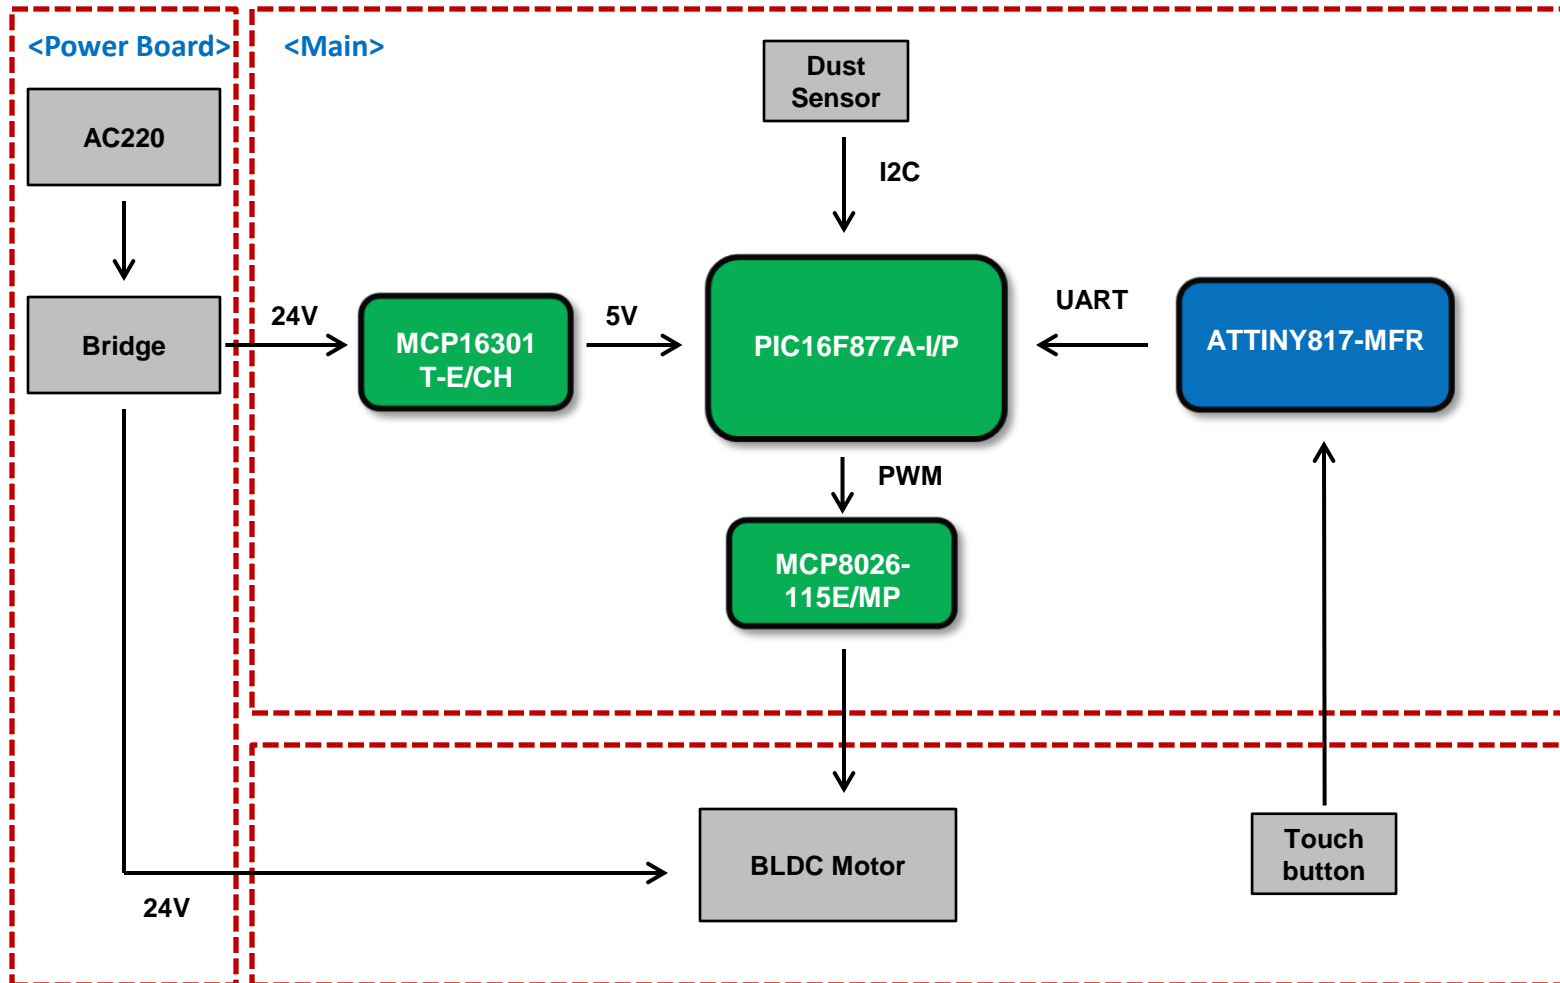 <Power Board>
<Main>
Dust
Sensor
AC220
I2C
Bridge
24V
MCP16301
T-E/CH
5V
PIC16F877A-I/P
UART
ATTINY817-MFR
PWM
MCP8026-
115E/MP
BLDC Motor
Touch
button
24V